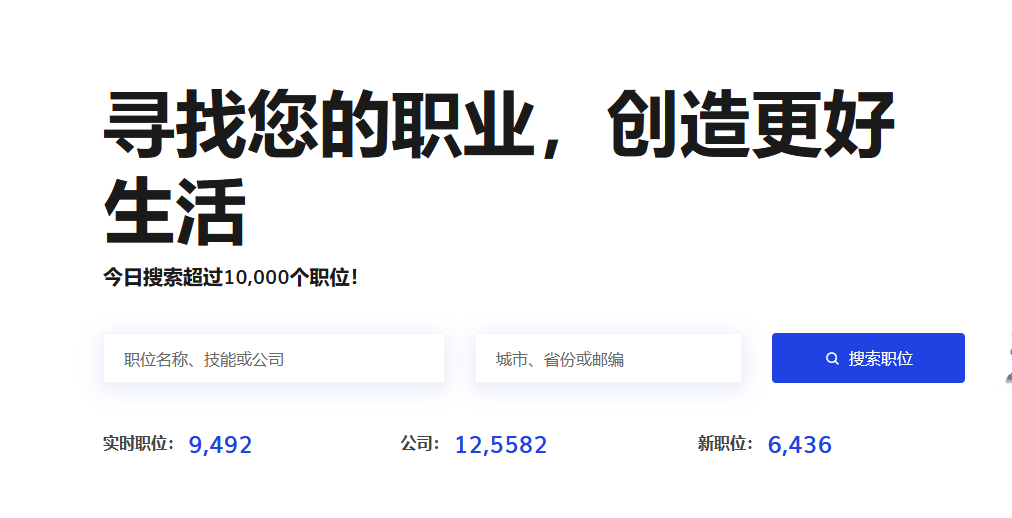 寻找您的职业，创造更好
生活
今日搜索超过10,000个职位！
职位名称、技能或公司 城市、省份或邮编 搜索职位
实时职位： 9,492 公司： 12,5582 新职位： 6,436